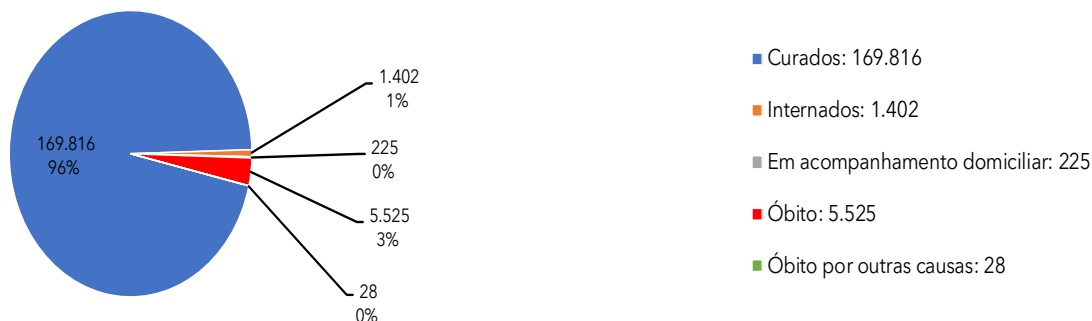 169.816
96%
1.402
1%
225
0%
5.525
3%
28
0%
Curados: 169.816
Internados: 1.402
Em acompanhamento domiciliar: 225
Óbito: 5.525
Óbito por outras causas: 28